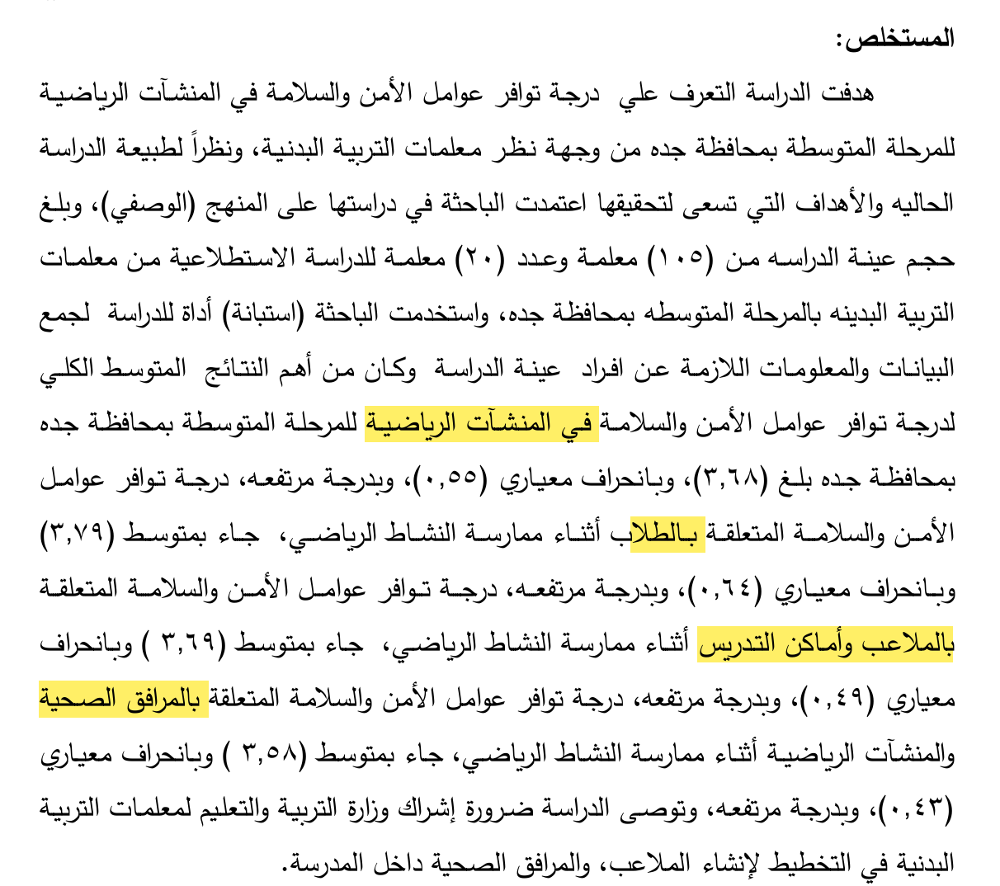 المستخلص:
هدفت الدراسة التعرف علي درجة توافر عوامل الأمن والسلامة في المنشآت الرياضية
للمرحلة المتوسطة بمحافظة جده من وجهة نظر معلمات التربية البدنية، ونظراً لطبيعة الدراسة
الحاليه والأهداف التي تسعى لتحقيقها اعتمدت الباحثة في دراستها على المنهج (الوصفي)، وبلغ
حجم عينة الدراسه من (١٠٥) معلمة وعدد (٢٠) معلمة للدراسة الاستطلاعية من معلمات
التربية البدينه بالمرحلة المتوسطه بمحافظة جده، واستخدمت الباحثة (استبانة) أداة للدراسة لجمع
البيانات والمعلومات اللازمة عن افراد عينة الدراسة وكان من أهم النتائج المتوسط الكلي
لدرجة توافر عوامل الأمن والسلامة في المنشآت الرياضية للمرحلة المتوسطة بمحافظة جده
بمحافظة جده بلغ (٣,٦٨)، وبانحراف معياري (٠,٥٥)، وبدرجة مرتفعه، درجة توافر عوامل
الأمن والسلامة المتعلقة بالطلاب أثناء ممارسة النشاط الرياضي، جاء بمتوسط (٣,٧٩)
وبانحراف معياري (٠,٦٤)، وبدرجة مرتفعه، درجة توافر عوامل الأمن والسلامة المتعلقة
بالملاعب وأماكن التدريس أثناء ممارسة النشاط الرياضي، جاء بمتوسط (٣,٦٩ ) وبانحراف
معياري (٠,٤٩)، وبدرجة مرتفعه، درجة توافر عوامل الأمن والسلامة المتعلقة بالمرافق الصحية
والمنشآت الرياضية أثناء ممارسة النشاط الرياضي، جاء بمتوسط (٣,٥٨ ) وبانحراف معياري
(٠,٤٣)، وبدرجة مرتفعه، وتوصى الدراسة ضرورة إشراك وزارة التربية والتعليم لمعلمات التربية
البدنية في التخطيط لإنشاء الملاعب، والمرافق الصحية داخل المدرسة.